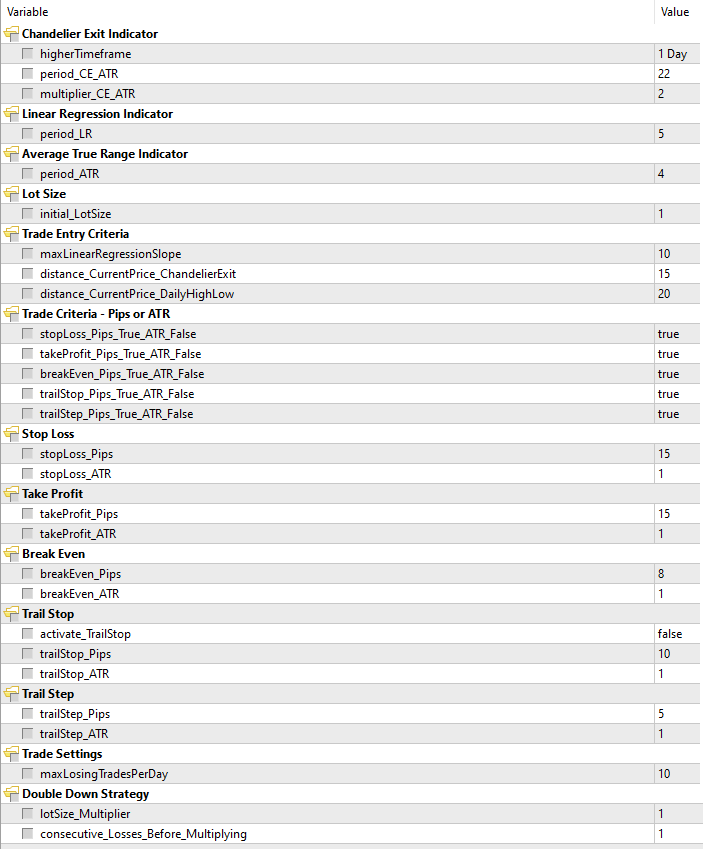 Variable Value
Chandelier Exit Indicator
higherTimeframe 1 Day
period_CE_ATR 22
multiplier_CE_ATR 2
Linear Regression Indicator
period_LR 5
Average True Range Indicator
period_ATR 4
Lot Size
initial_LotSize 1
Trade Entry Criteria
maxLinearRegressionSlope 10
distance_CurrentPrice_ChandelierExit 15
distance_CurrentPrice_DailyHighLow 20
Trade Criteria - Pips or ATR
stopLoss_Pips_True_ATR_False true
takeProfit_Pips_True_ATR_False true
breakEven_Pips_True_ATR_False true
trailStop_Pips_True_ATR_False true
trailStep_Pips_True_ATR_False true
Stop Loss
stopLoss_Pips 15
stopLoss_ATR 1
Take Profit
takeProfit_Pips 15
takeProfit_ATR 1
Break Even
breakEven_Pips 8
breakEven_ATR 1
Trail Stop
activate_TrailStop false
trailStop_Pips 10
trailStop_ATR 1
Trail Step
trailStep_Pips 5
trailStep_ATR 1
Trade Settings
maxLosingTradesPerDay 10
Double Down Strategy
lotSize_Multiplier 1
consecutive_Losses_Before_Multiplying 1